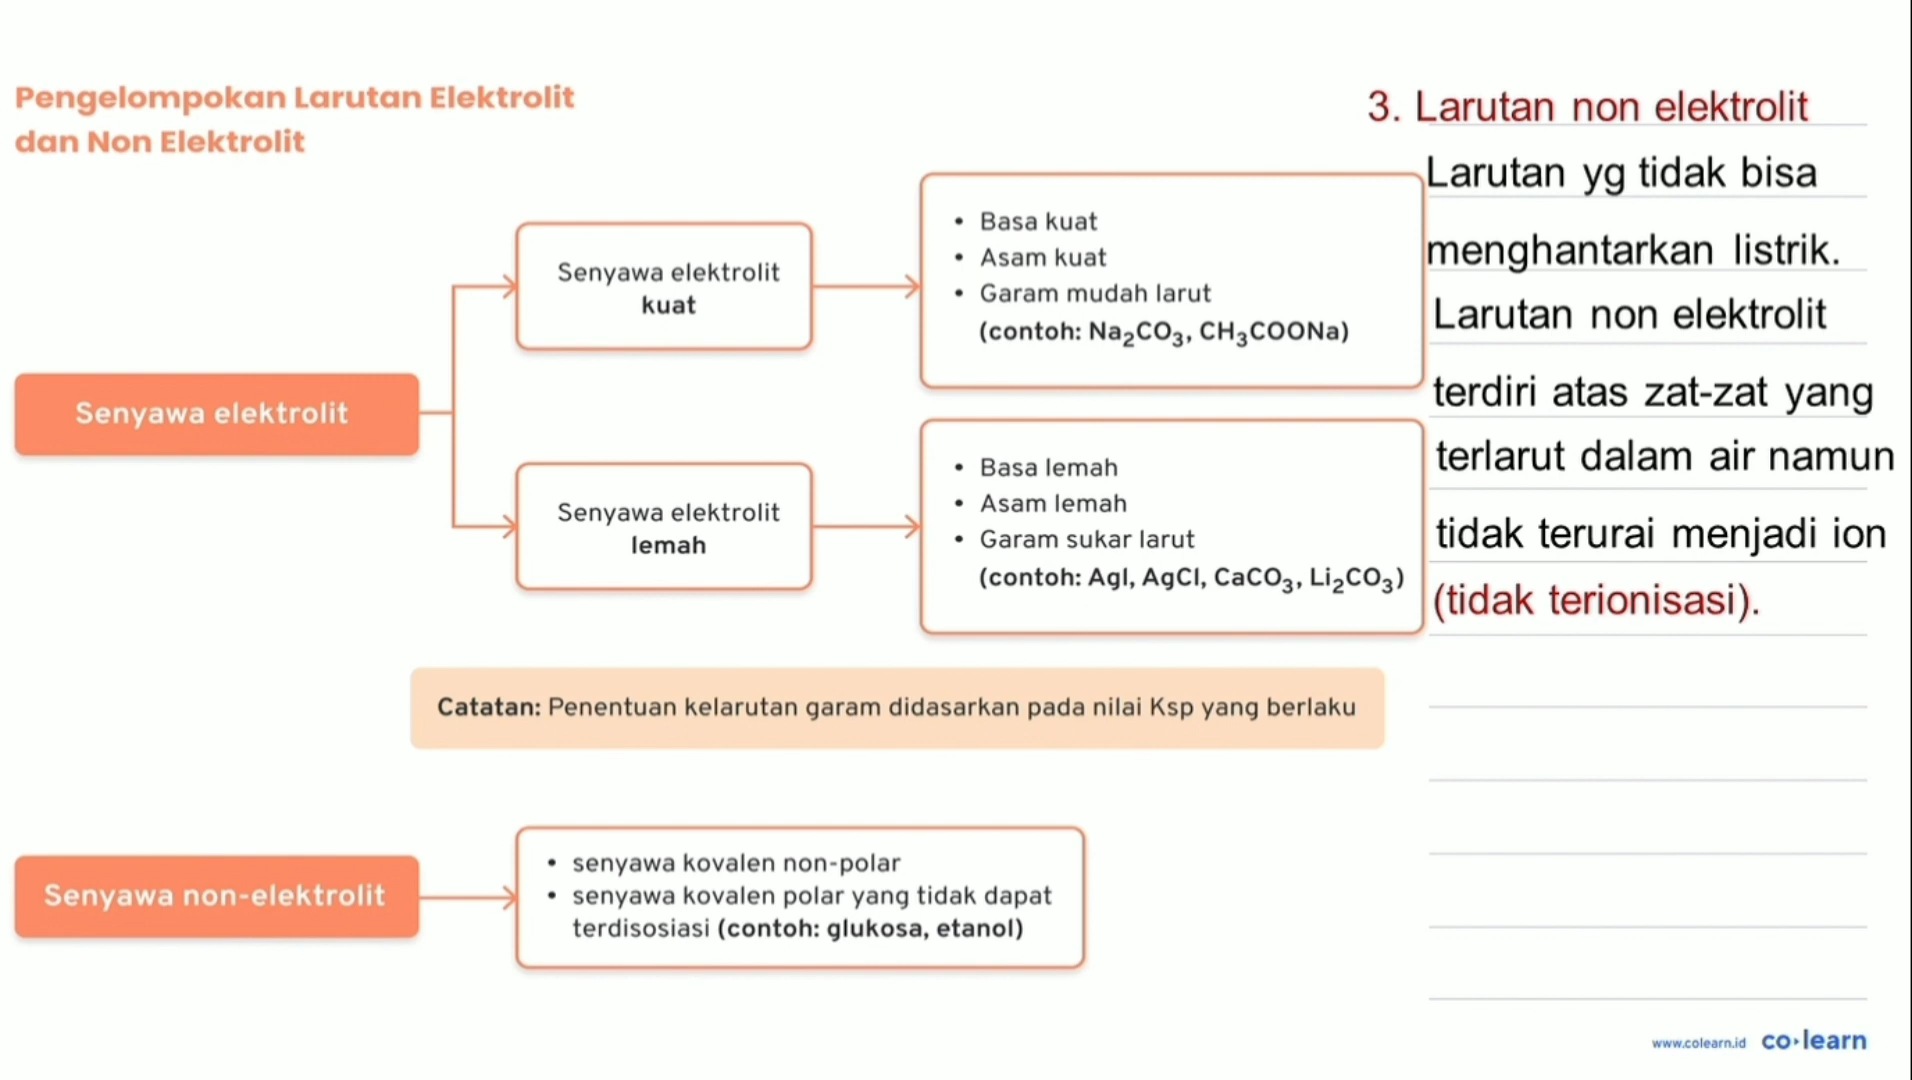 Pengelompokan Larutan Elektrolit
dan Non Elektrolit
Senyawa elektrolit
Senyawa elektrolit
kuat
• Basa kuat
• Asam kuat
• Garam mudah larut
(contoh: Na₂CO₃, CH₃COONa)
Senyawa elektrolit
lemah
• Basa lemah
• Asam lemah
• Garam sukar larut
(contoh: AgI, AgCl, CaCO₃, Li₂CO₃)
Catatan: Penentuan kelarutan garam didasarkan pada nilai Ksp yang berlaku
Senyawa non-elektrolit
• senyawa kovalen non-polar
• senyawa kovalen polar yang tidak dapat
terdisosiasi (contoh: glukosa, etanol)
3. Larutan non elektrolit
Larutan yg tidak bisa
menghantarkan listrik.
Larutan non elektrolit
terdiri atas zat-zat yang
terlarut dalam air namun
tidak terurai menjadi ion
(tidak terionisasi).
www.colearn.id co learn